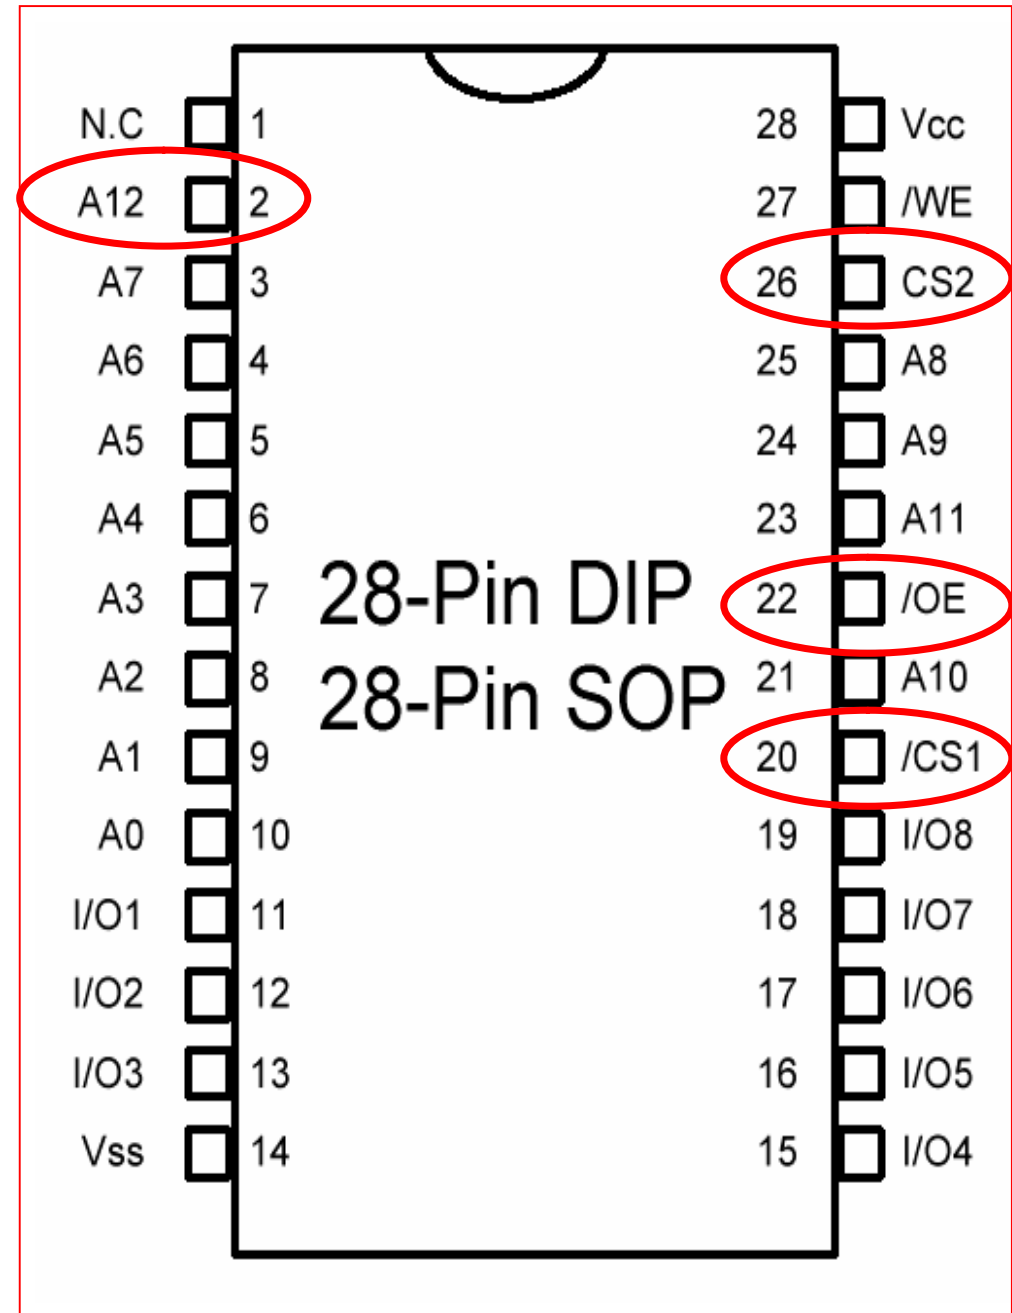 N.C 1 28 Vcc
A12 2 27 /WE
A7 3 26 CS2
A6 4 25 A8
A5 5 24 A9
A4 6 23 A11
28-Pin DIP
A3 7 22 /OE
28-Pin SOP
A2 8 21 A10
A1 9 20 /CS1
A0 10 19 I/O8
I/O1 11 18 I/O7
I/O2 12 17 I/O6
I/O3 13 16 I/O5
Vss 14 15 I/O4